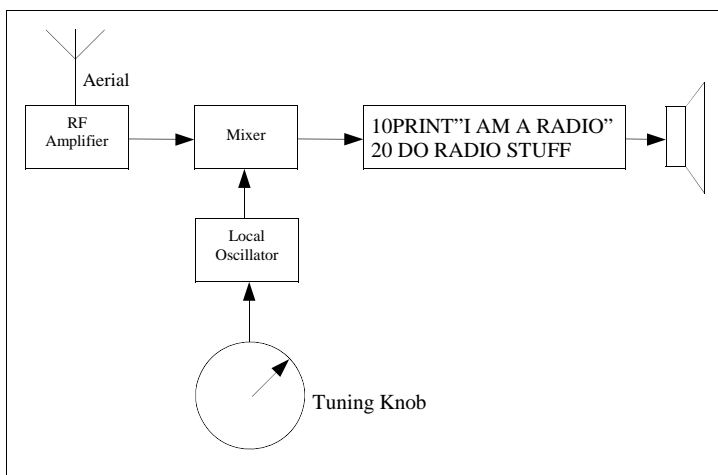 Aerial
RF
Amplifier
Mixer
10PRINT”I AM A RADIO”
20 DO RADIO STUFF
Local
Oscillator
Tuning Knob